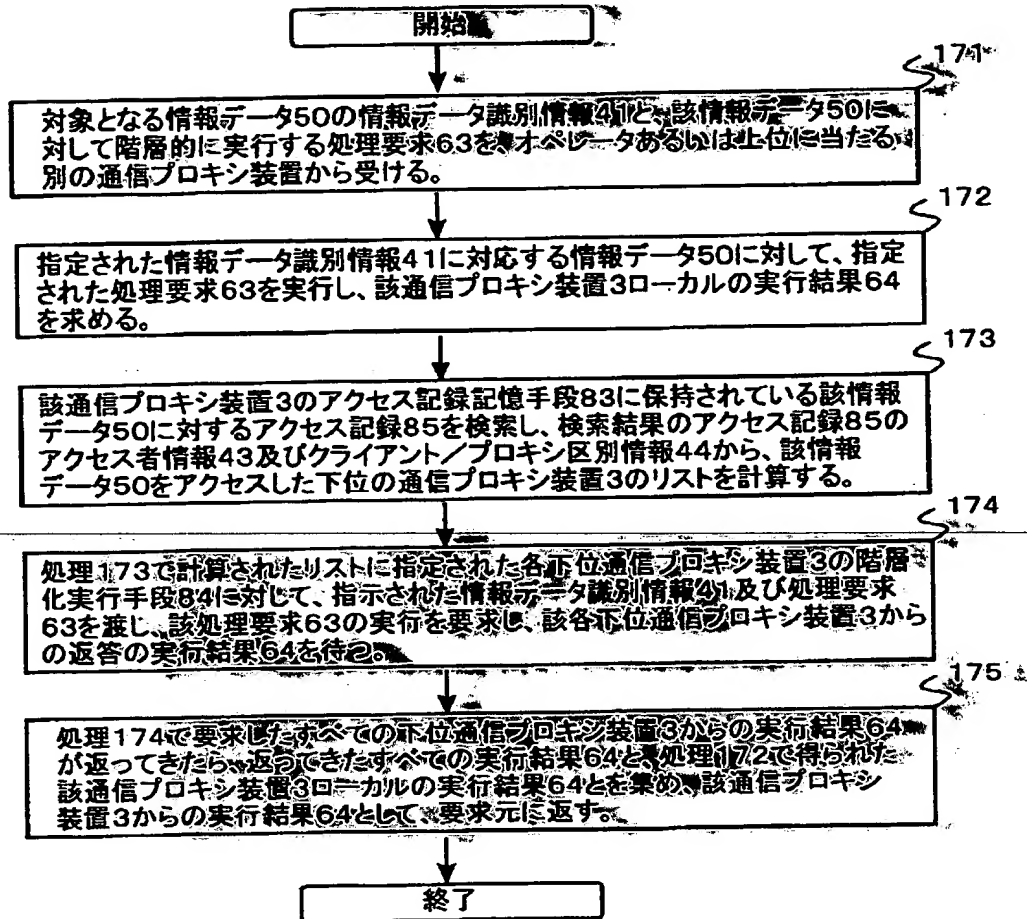 開始
171
対象となる情報データ50の情報データ識別情報41と、該情報データ50に
対して階層的に実行する処理要求63を、オペレータあるいは上位に当たる
別の通信プロキシ装置から受ける。
172
指定された情報データ識別情報41に対応する情報データ50に対して、指定
された処理要求63を実行し、該通信プロキシ装置3ローカルの実行結果64
を求める。
173
該通信プロキシ装置3のアクセス記録記憶手段83に保持されている該情報
データ50に対するアクセス記録85を検索し、検索結果のアクセス記録85の
アクセス者情報43及びクライアント／プロキシ区別情報44から、該情報
データ50をアクセスした下位の通信プロキシ装置3のリストを計算する。
174
処理173で計算されたリストに指定された各下位通信プロキシ装置3の階層
化実行手段84に対して、指示された情報データ識別情報41及び処理要求
63を渡し、該処理要求63の実行を要求し、該各下位通信プロキシ装置3から
の返答の実行結果64を待つ。
175
処理174で要求したすべての下位通信プロキシ装置3からの実行結果64
が返ってきたら、返ってきたすべての実行結果64と、処理172で得られた
該通信プロキシ装置3ローカルの実行結果64とを集め、該通信プロキシ
装置3からの実行結果64として、要求元に返す。
終了